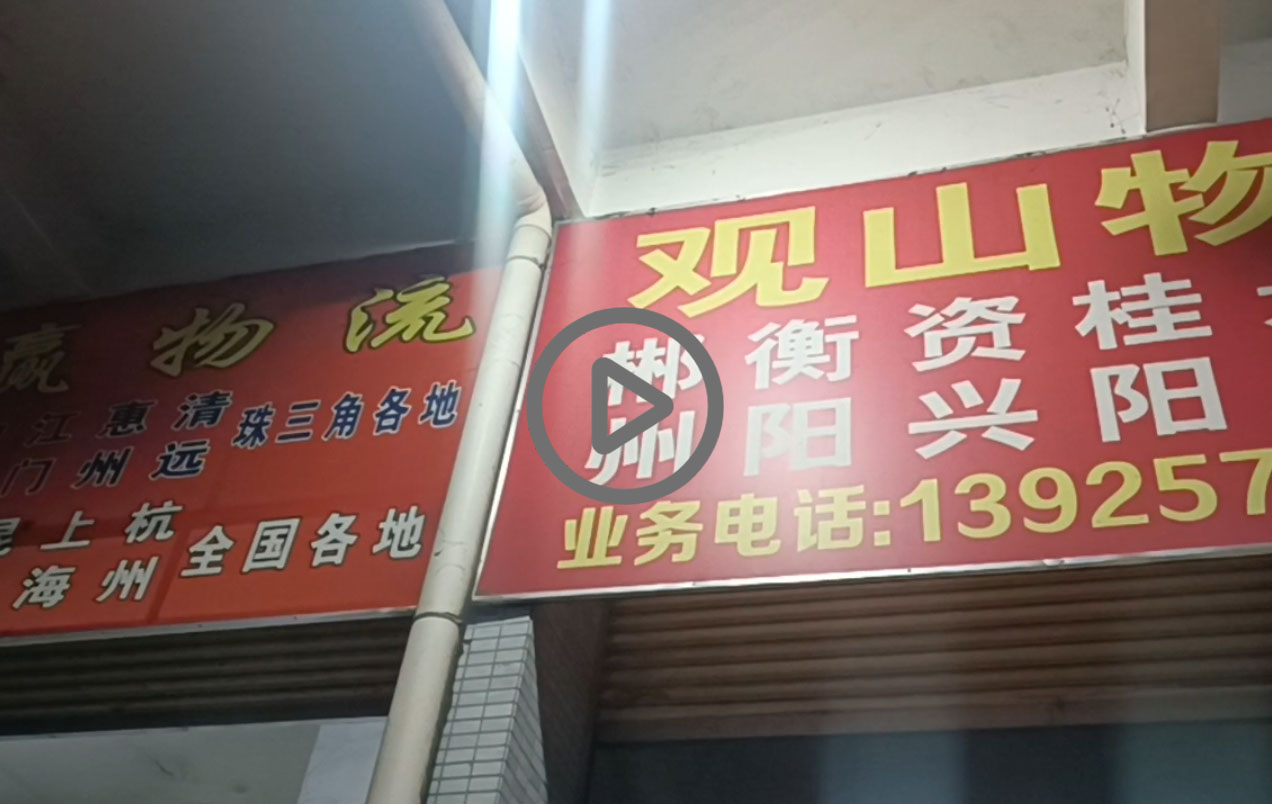 赢物流
江 惠 清
门 州 远
珠三角各地
上 杭
海 州
全国各地
观山物
郴 衡 资 桂
州 阳 兴 阳
业务电话:139257